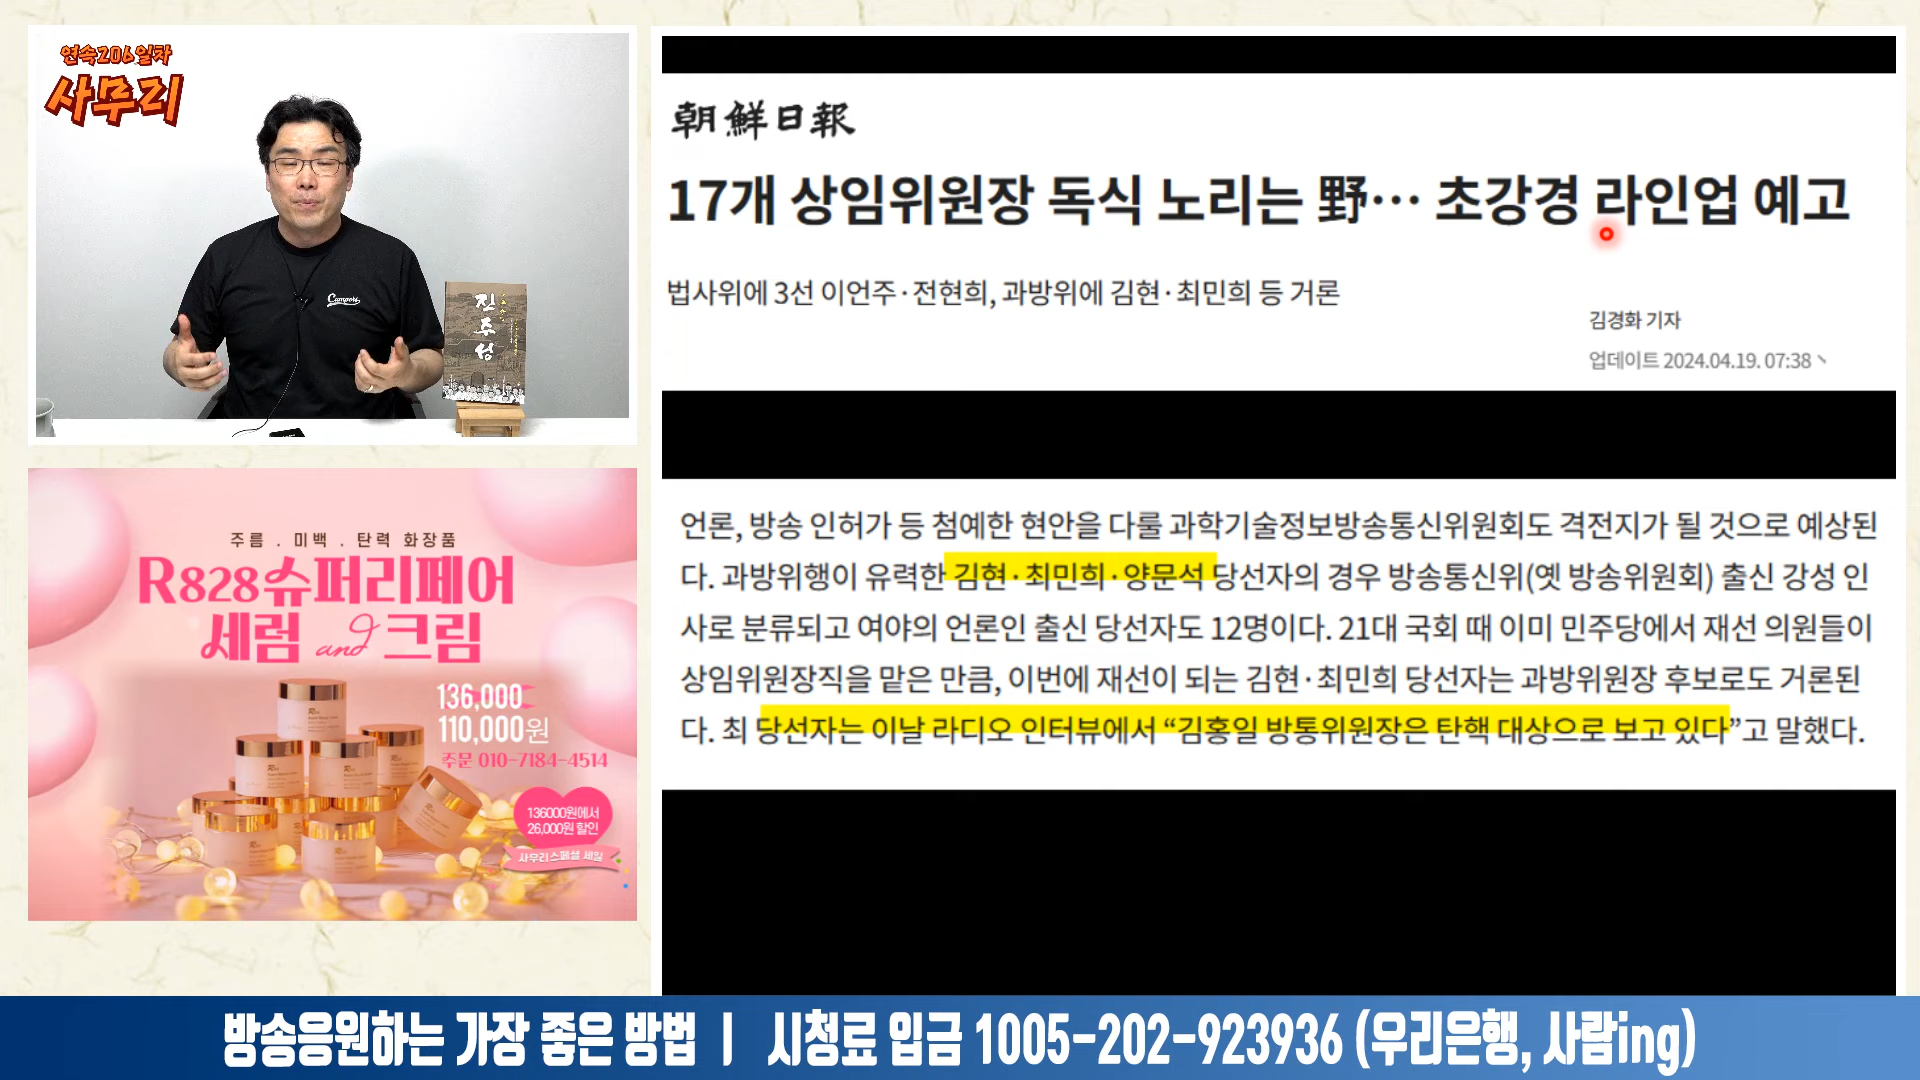 연속206일차
사무리
Campers
진주성
朝鮮日報
17개 상임위원장 독식 노리는 野… 초강경 라인업 예고
법사위에 3선 이언주·전현희, 과방위에 김현·최민희 등 거론
김경화 기자
업데이트 2024.04.19. 07:38
언론, 방송 인허가 등 첨예한 현안을 다룰 과학기술정보방송통신위원회도 격전지가 될 것으로 예상된
다. 과방위행이 유력한 김현·최민희·양문석 당선자의 경우 방송통신위(옛 방송위원회) 출신 강성 인
사로 분류되고 여야의 언론인 출신 당선자도 12명이다. 21대 국회 때 이미 민주당에서 재선 의원들이
상임위원장직을 맡은 만큼, 이번에 재선이 되는 김현·최민희 당선자는 과방위원장 후보로도 거론된
다. 최 당선자는 이날 라디오 인터뷰에서 “김홍일 방통위원장은 탄핵 대상으로 보고 있다”고 말했다.
주름 . 미백 . 탄력 화장품
R828슈퍼리페어
세럼 and 크림
136,000
110,000원
주문 010-7184-4514
136000원에서
26,000원 할인
사무리스페셜 세일
방송응원하는 가장 좋은 방법 | 시청료 입금 1005-202-923936 (우리은행, 사람ing)